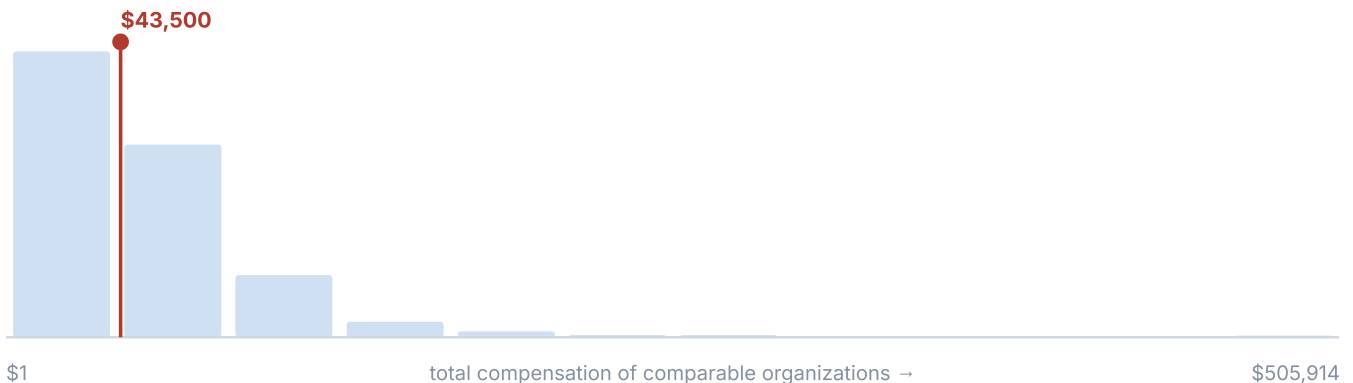 $43,500
$1
total compensation of comparable organizations →
$505,914